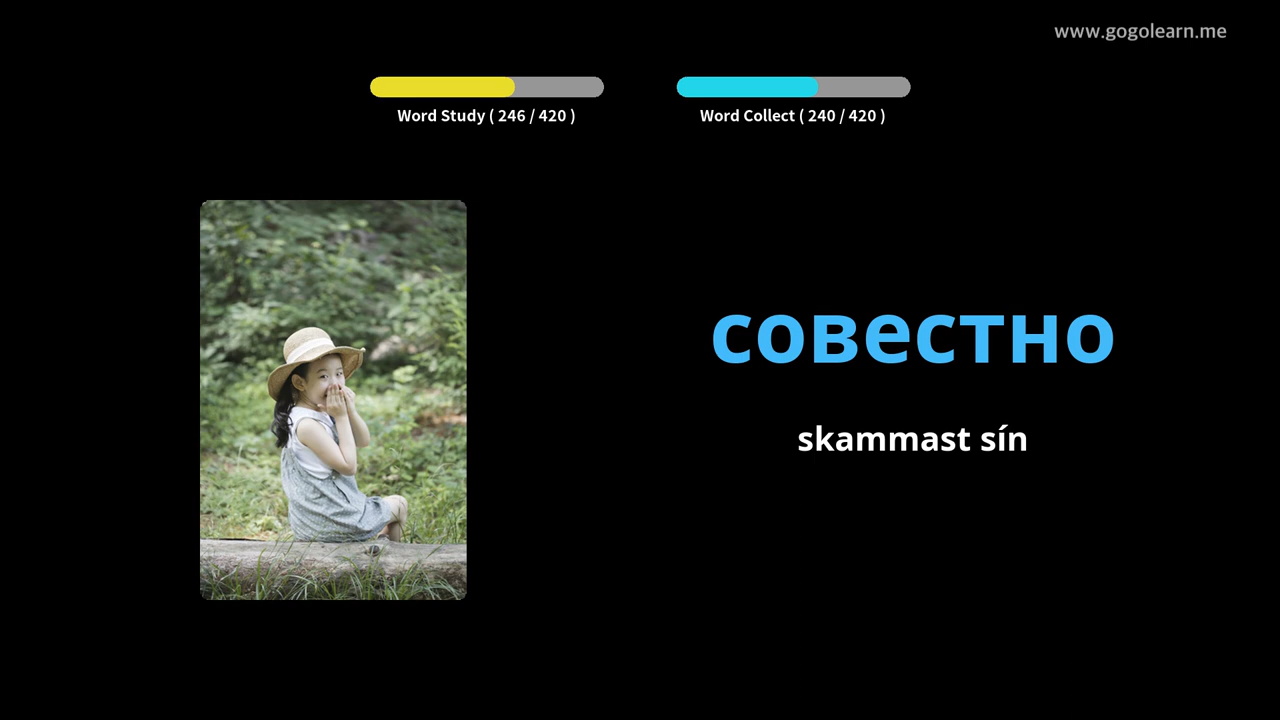 www.gogolearn.me
Word Study ( 246 / 420 )
Word Collect ( 240 / 420 )
совестно
skammast sín